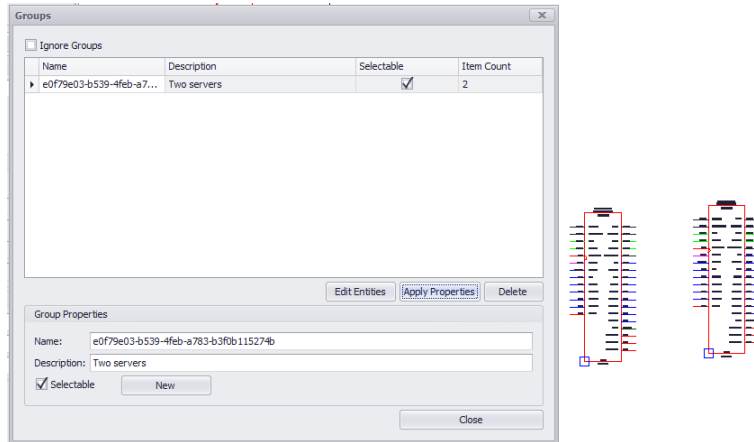 Groups
Ignore Groups
Name Description Selectable Item Count
e0f79e03-b539-4feb-a7... Two servers 2
Edit Entities Apply Properties Delete
Group Properties
Name: e0f79e03-b539-4feb-a783-b3f0b115274b
Description: Two servers
Selectable New
Close